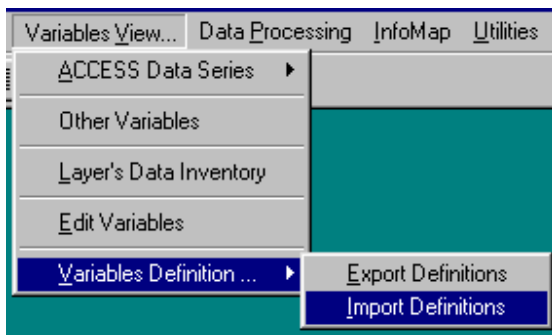 Variables View... Data Processing InfoMap Utilities
ACCESS Data Series
Other Variables
Layer's Data Inventory
Edit Variables
Variables Definition ...
Export Definitions
Import Definitions